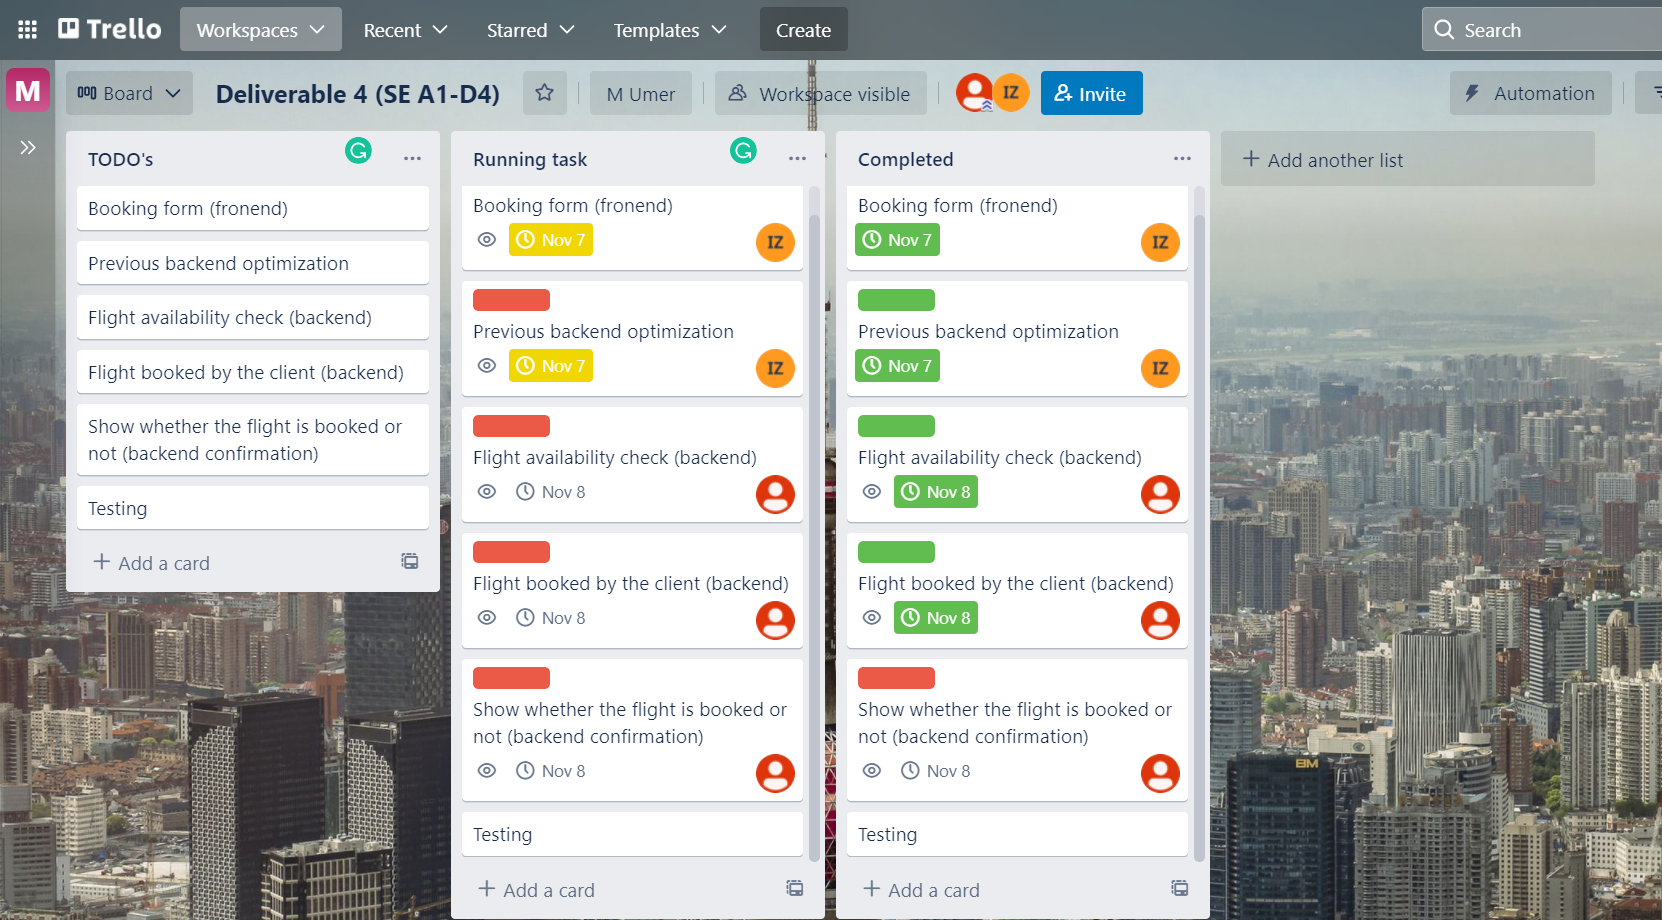 Trello
Workspaces
Recent
Starred
Templates
Create
Search
M
Board
Deliverable 4 (SE A1-D4)
M Umer
Workspace visible
IZ
Invite
Automation
TODO's
Booking form (fronend)
Previous backend optimization
Flight availability check (backend)
Flight booked by the client (backend)
Show whether the flight is booked or
not (backend confirmation)
Testing
+ Add a card
Running task
Booking form (fronend)
Nov 7
IZ
Previous backend optimization
Nov 7
IZ
Flight availability check (backend)
Nov 8
Flight booked by the client (backend)
Nov 8
Show whether the flight is booked or
not (backend confirmation)
Nov 8
Testing
+ Add a card
Completed
Booking form (fronend)
Nov 7
IZ
Previous backend optimization
Nov 7
IZ
Flight availability check (backend)
Nov 8
Flight booked by the client (backend)
Nov 8
Show whether the flight is booked or
not (backend confirmation)
Nov 8
Testing
+ Add a card
+ Add another list